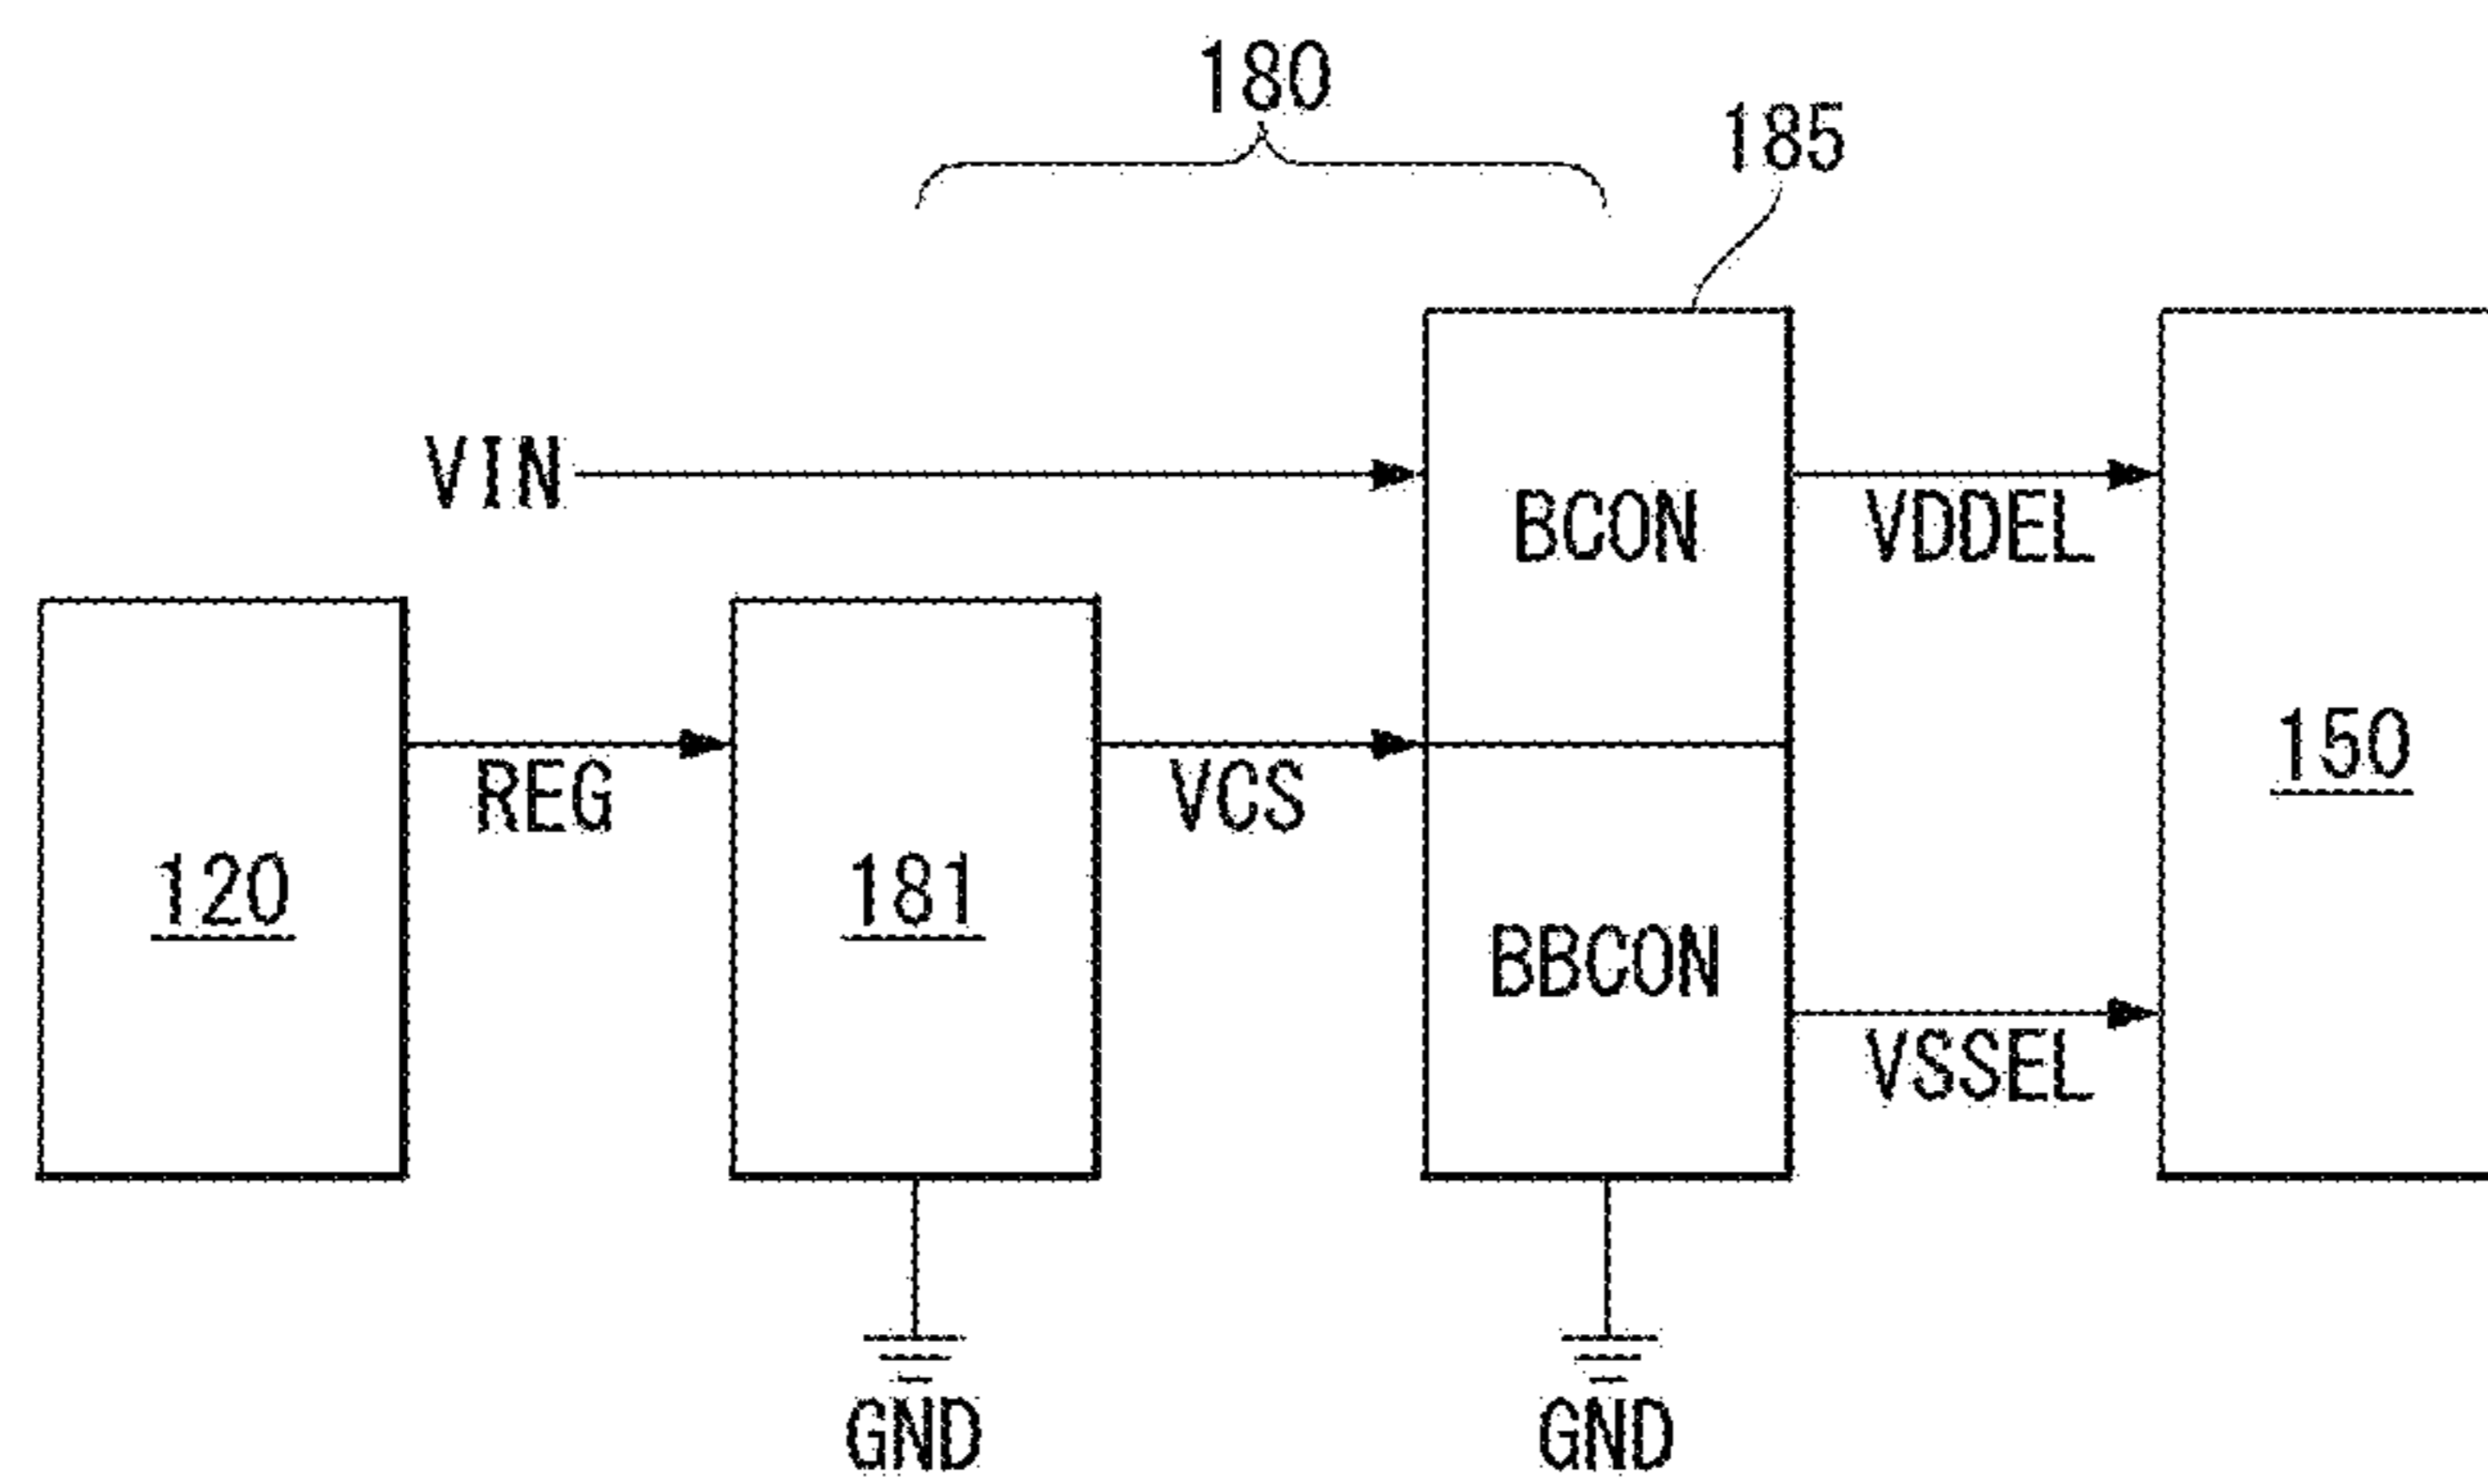 180
185
VIN
BCON
VDDEL
REG
VCS
150
120
181
BBCON
VSSEL
GND
GND